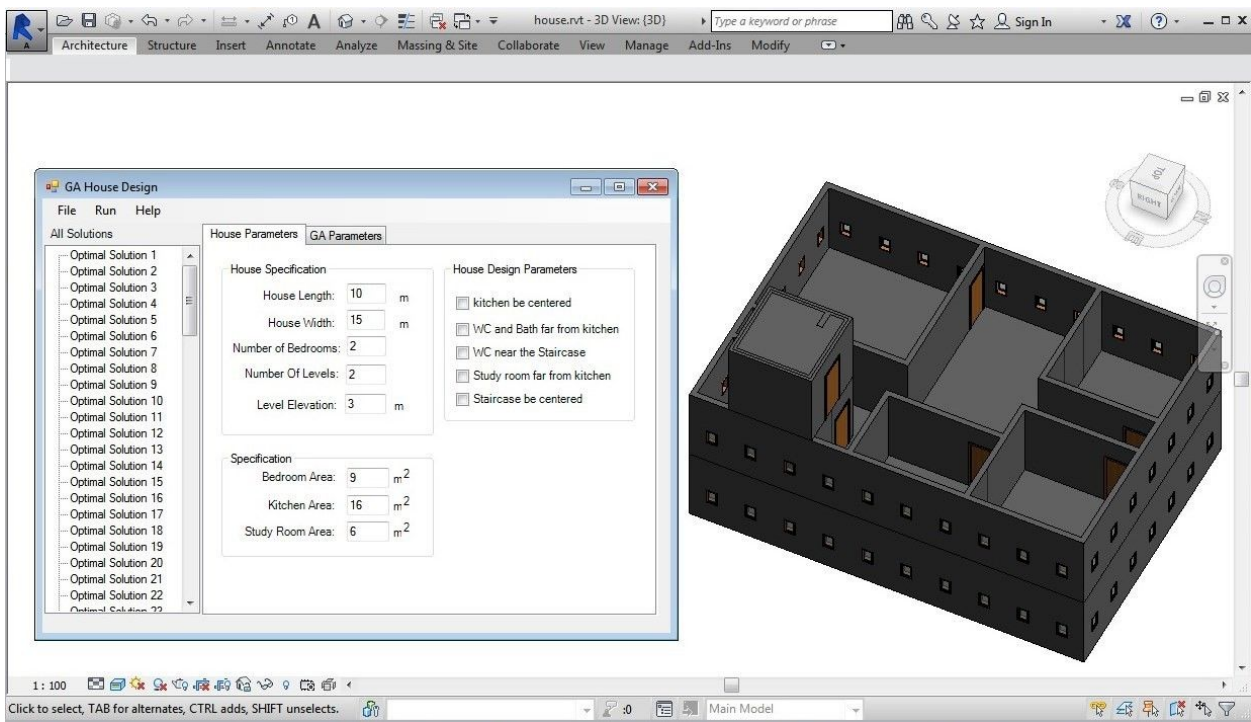 house.rvt - 3D View: {3D}
Type a keyword or phrase
Sign In
Architecture Structure Insert Annotate Analyze Massing & Site Collaborate View Manage Add-Ins Modify
GA House Design
File Run Help
All Solutions
House Parameters GA Parameters
Optimal Solution 1
Optimal Solution 2
Optimal Solution 3
Optimal Solution 4
Optimal Solution 5
Optimal Solution 6
Optimal Solution 7
Optimal Solution 8
Optimal Solution 9
Optimal Solution 10
Optimal Solution 11
Optimal Solution 12
Optimal Solution 13
Optimal Solution 14
Optimal Solution 15
Optimal Solution 16
Optimal Solution 17
Optimal Solution 18
Optimal Solution 19
Optimal Solution 20
Optimal Solution 21
Optimal Solution 22
Optimal Solution 23
House Specification
House Length: 10 m
House Width: 15 m
Number of Bedrooms: 2
Number Of Levels: 2
Level Elevation: 3 m
Specification
Bedroom Area: 9 m²
Kitchen Area: 16 m²
Study Room Area: 6 m²
House Design Parameters
kitchen be centered
WC and Bath far from kitchen
WC near the Staircase
Study room far from kitchen
Staircase be centered
TOP
RIGHT
1 : 100
Click to select, TAB for alternates, CTRL adds, SHIFT unselects.
:0
Main Model